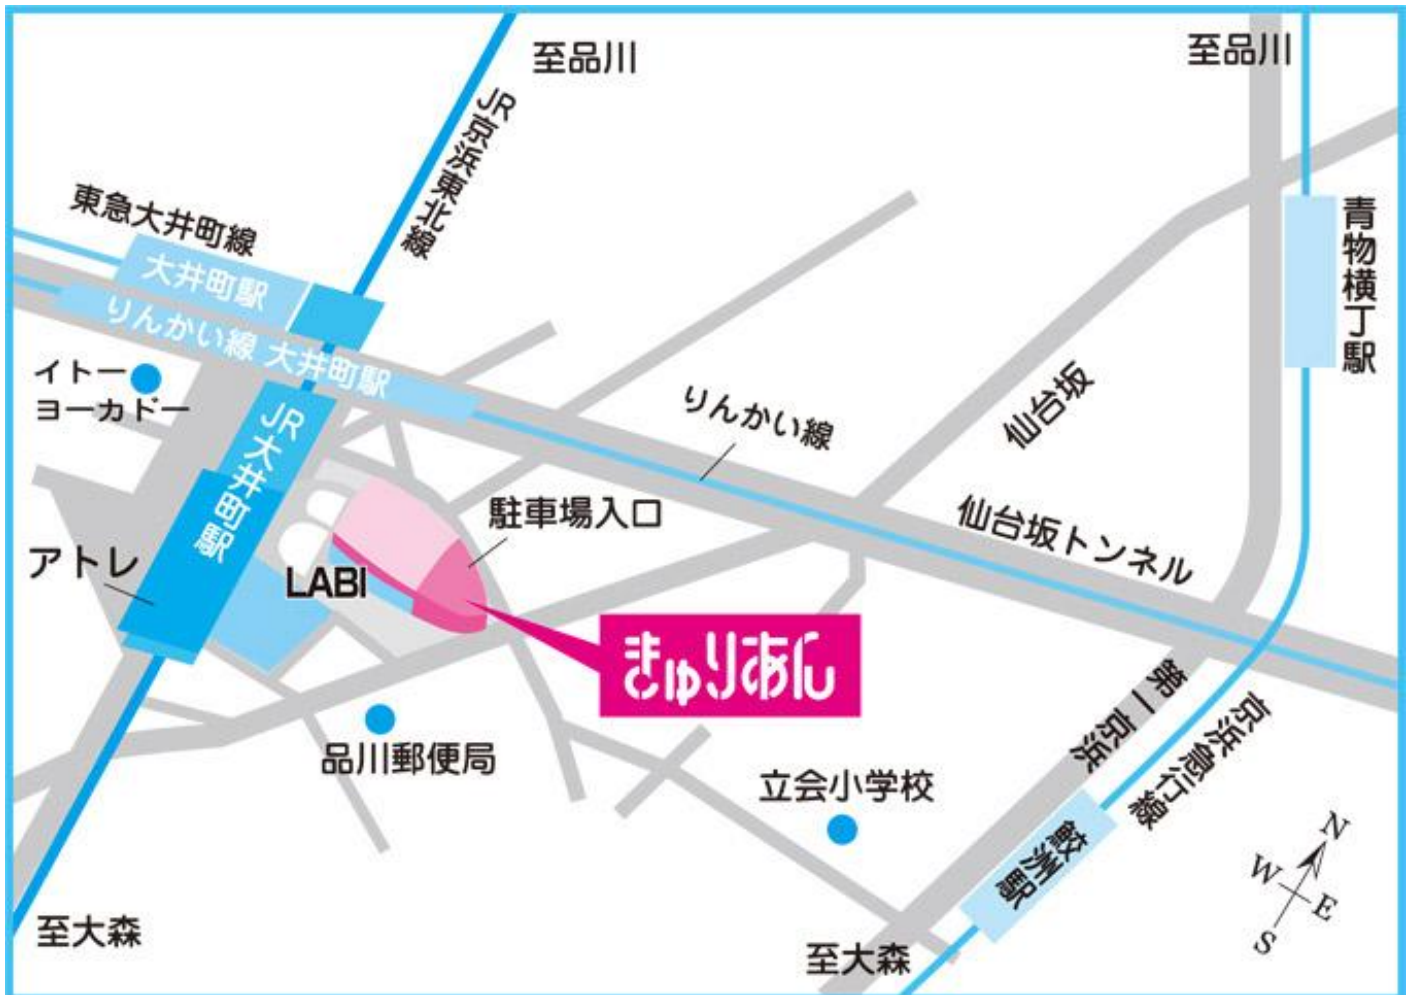 至品川
至品川
JR京浜東北線
東急大井町線
大井町駅
りんかい線 大井町駅
青物横丁駅
イトー
ヨーカドー
JR大井町駅
仙台坂
りんかい線
駐車場入口
仙台坂トンネル
アトレ
LABI
きゅりあん
第一京浜
京浜急行線
品川郵便局
立会小学校
鮫洲駅
N
W
E
S
至大森
至大森